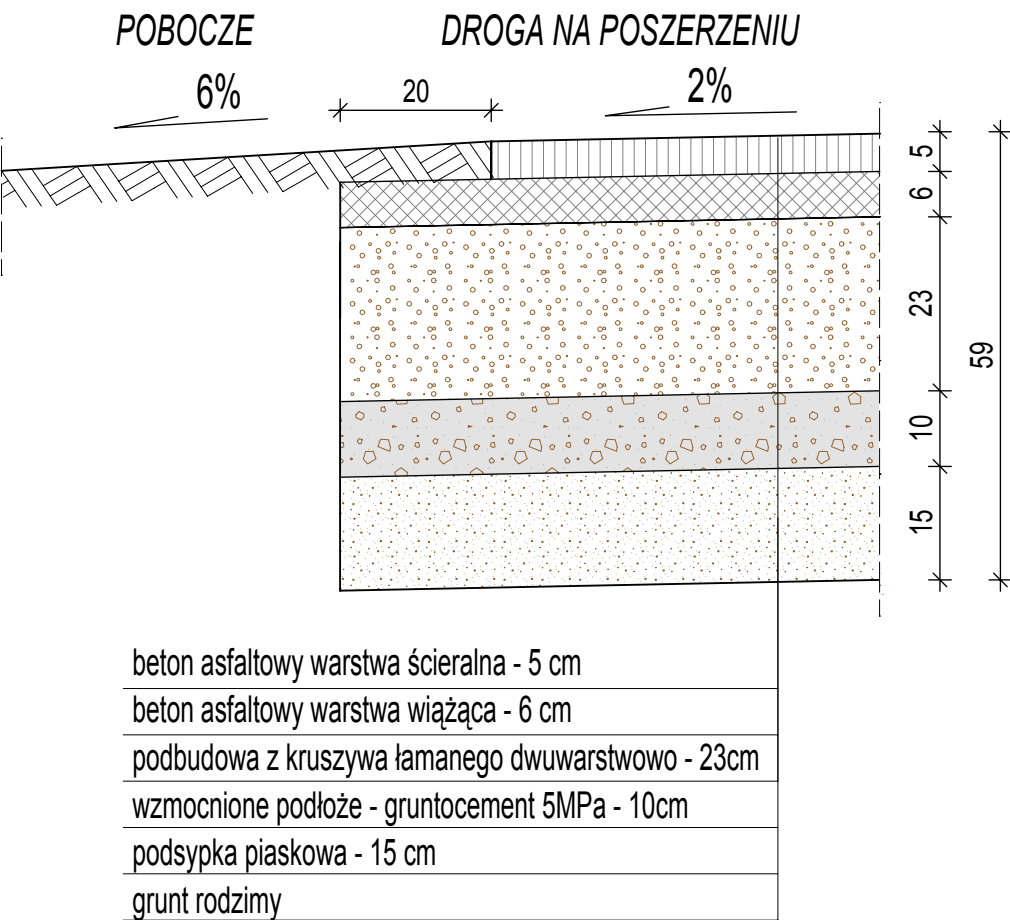 POBOCZE DROGA NA POSZERZENIU
6% 20 2%
5
6
23
10
15
59
beton asfaltowy warstwa ścieralna - 5 cm
beton asfaltowy warstwa wiążąca - 6 cm
podbudowa z kruszywa łamanego dwuwarstwowo - 23cm
wzmocnione podłoże - gruntocement 5MPa - 10cm
podsypka piaskowa - 15 cm
grunt rodzimy